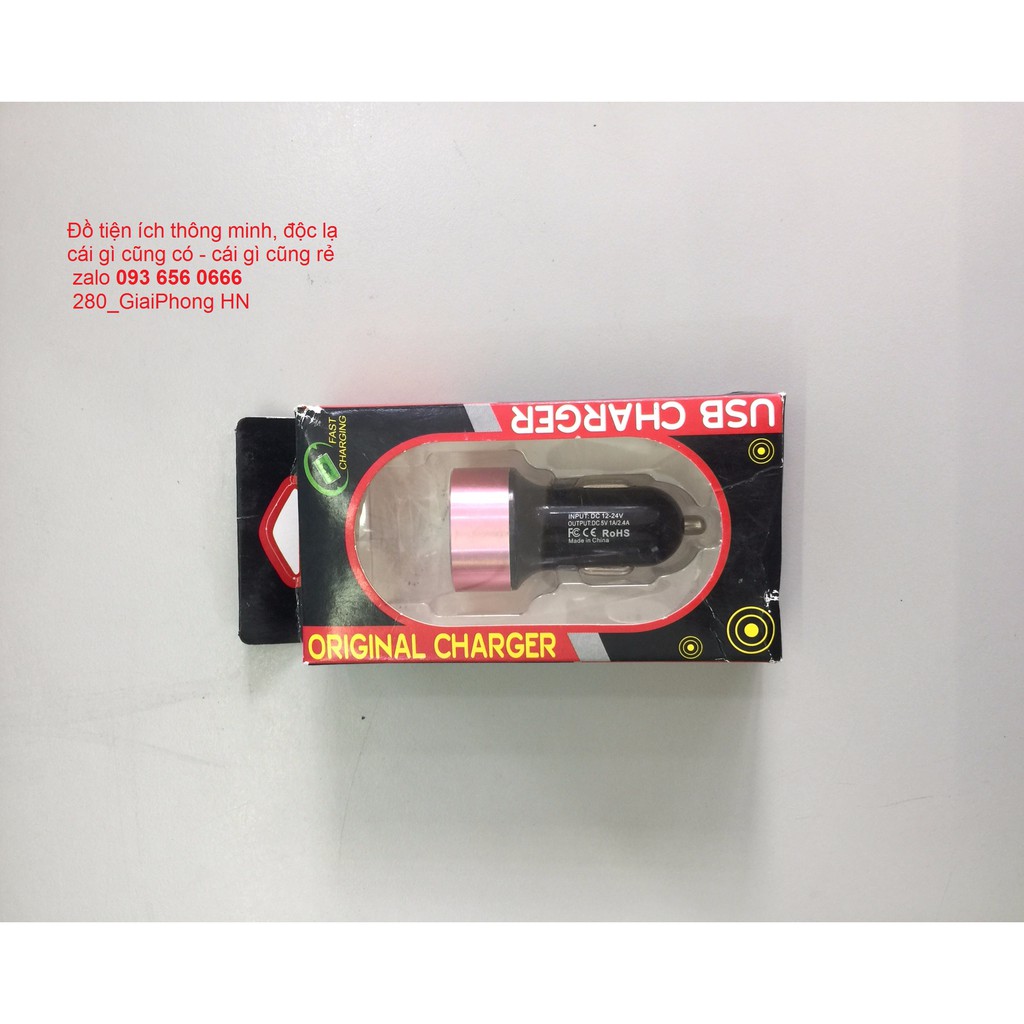 Đồ tiện ích thông minh, độc lạ
cái gì cũng có - cái gì cũng rẻ
zalo 093 656 0666
280_GiaiPhong HN
USB CHARGER
FAST
CHARGING
INPUT: DC 12-24V
OUTPUT:DC 5V 1A/2.4A
FC CE RoHS
Made in China
ORIGINAL CHARGER